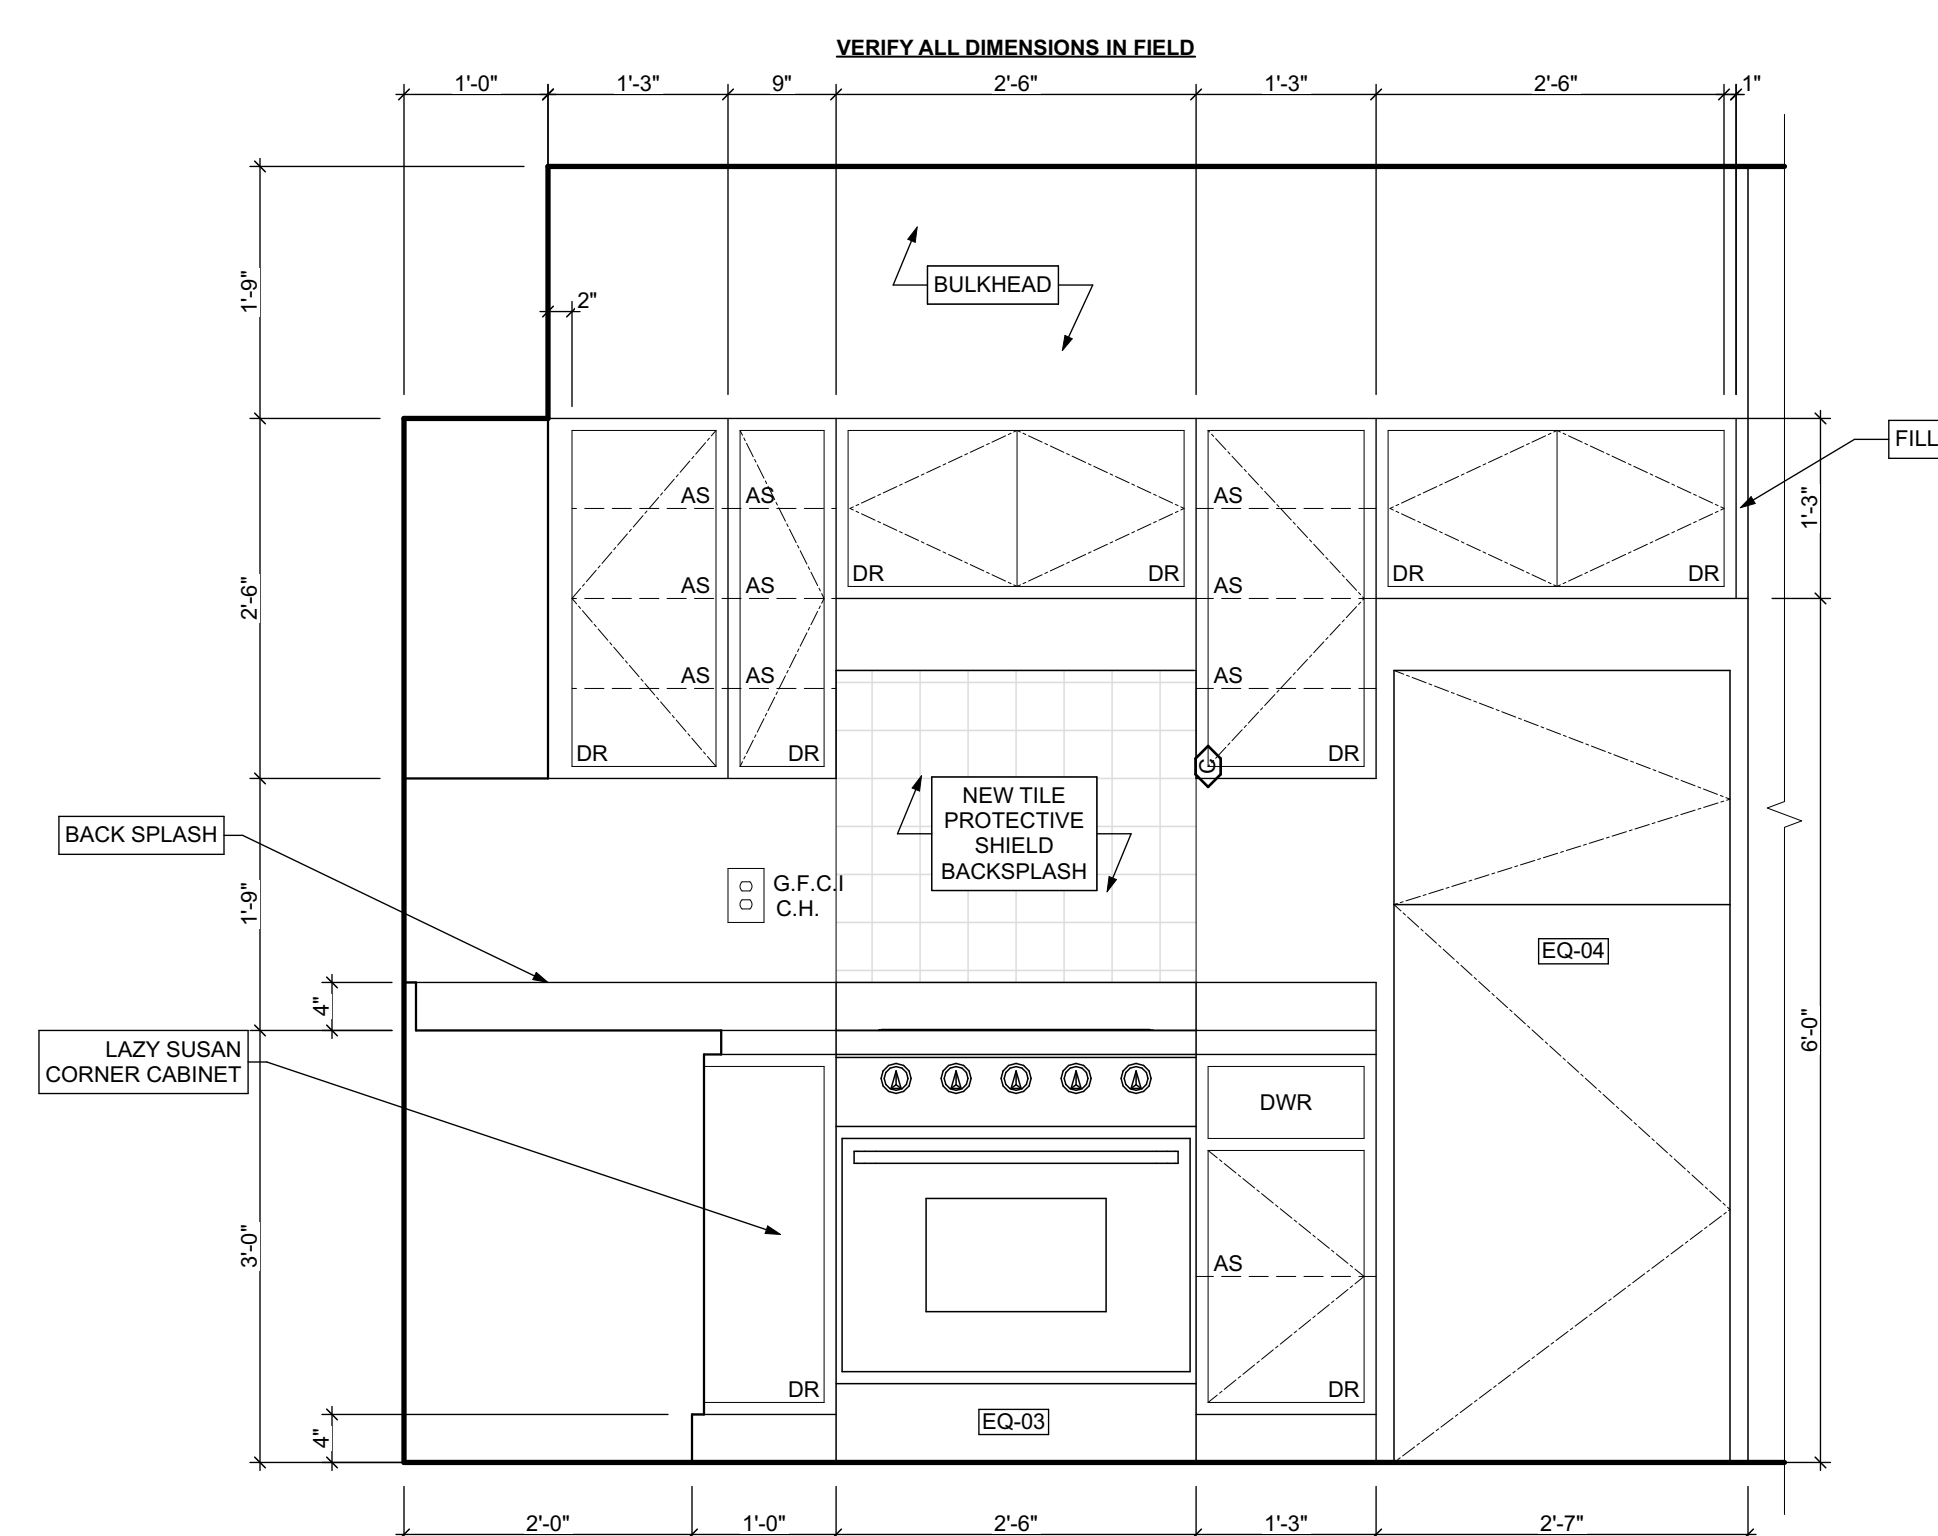 VERIFY ALL DIMENSIONS IN FIELD
1'-0" 1'-3" 9" 2'-6" 1'-3" 2'-6" 1"
1'-9"
BULKHEAD
2"
FILL
2'-6"
AS AS AS
1'-3"
DR DR DR DR
AS AS AS
AS AS AS
DR DR DR
C
NEW TILE
PROTECTIVE
SHIELD
BACKSPLASH
BACK SPLASH
1'-9"
G.F.C.I
C.H.
EQ-04
4"
6'-0"
LAZY SUSAN
CORNER CABINET
DWR
3'-0"
AS
DR DR
EQ-03
4"
2'-0" 1'-0" 2'-6" 1'-3" 2'-7"